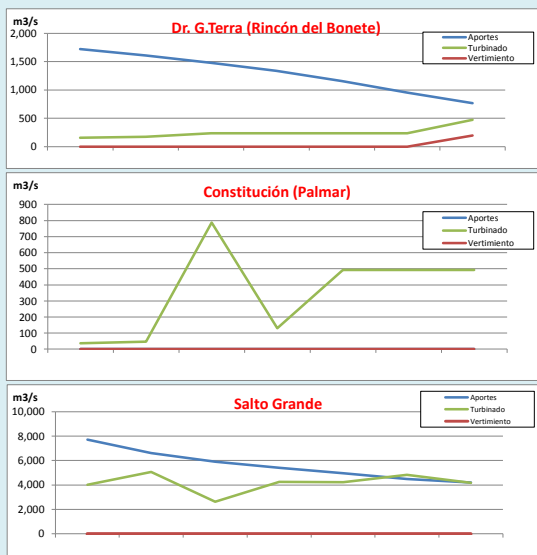 m3/s
Dr. G.Terra (Rincón del Bonete)
2,000
1,500
1,000
500
0
Aportes
Turbinado
Vertimiento
m3/s
Constitución (Palmar)
900
800
700
600
500
400
300
200
100
0
Aportes
Turbinado
Vertimiento
m3/s
Salto Grande
10,000
8,000
6,000
4,000
2,000
0
Aportes
Turbinado
Vertimiento